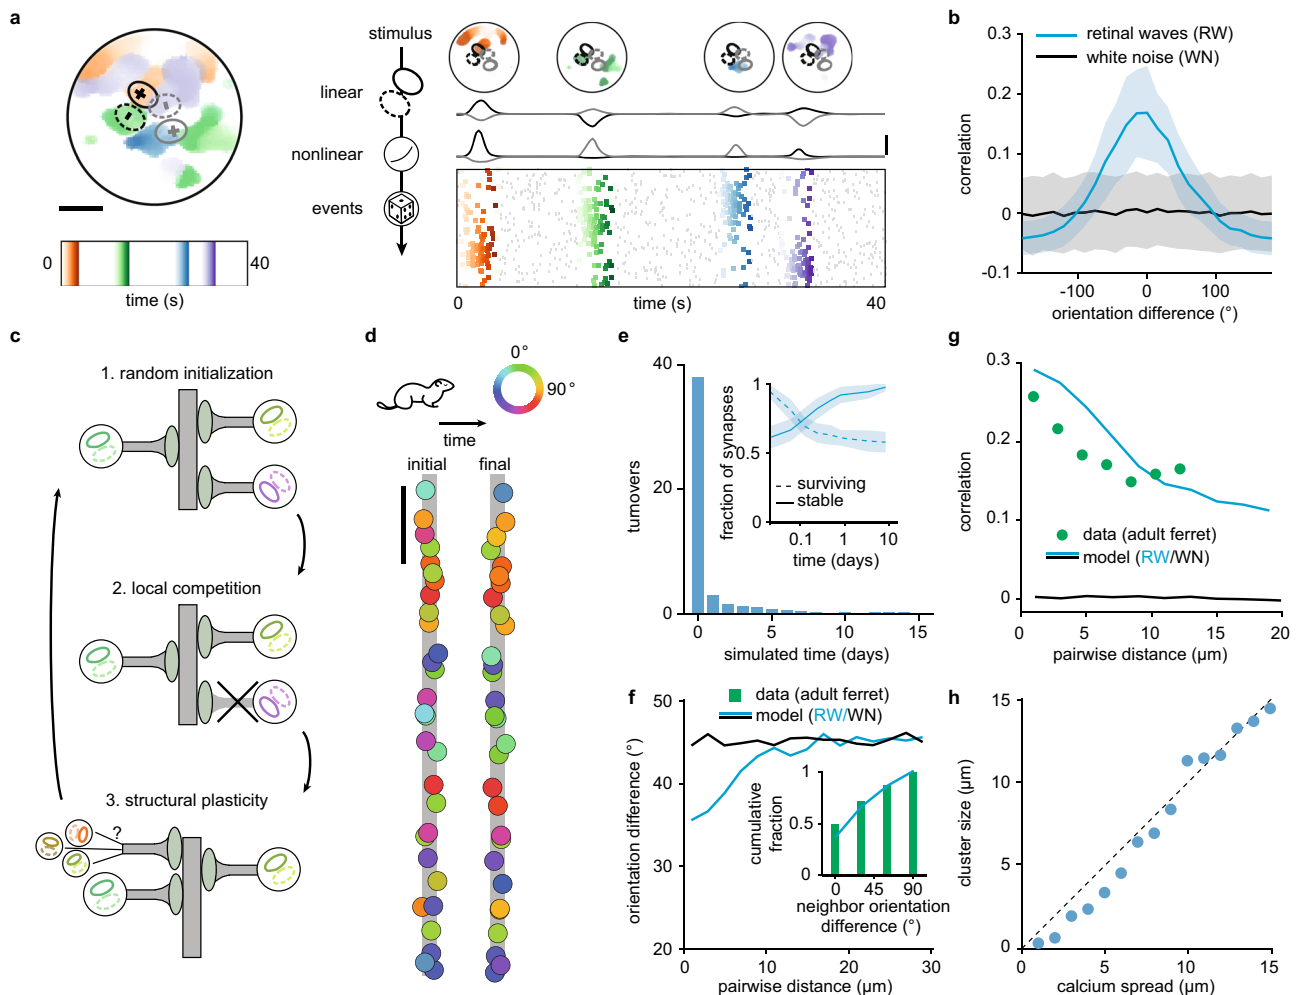 a
stimulus
linear
nonlinear
events
0
40
time (s)
0
time (s)
40
b
0.3
0.2
0.1
0
-0.1
correlation
retinal waves (RW)
white noise (WN)
-100
0
100
orientation difference (°)
c
1. random initialization
2. local competition
3. structural plasticity
?
d
0°
90°
time
initial
final
e
40
20
0
turnovers
0
5
10
15
simulated time (days)
1
0.5
0
fraction of synapses
surviving
stable
0.1
1
10
time (days)
f
50
40
30
20
orientation difference (°)
data (adult ferret)
model (RW/WN)
1
0.5
0
cumulative
fraction
0
45
90
neighbor orientation
difference (°)
0
10
20
30
pairwise distance (µm)
g
0.3
0.2
0.1
0
correlation
data (adult ferret)
model (RW/WN)
0
5
10
15
20
pairwise distance (µm)
h
15
10
5
0
cluster size (µm)
0
5
10
15
calcium spread (µm)